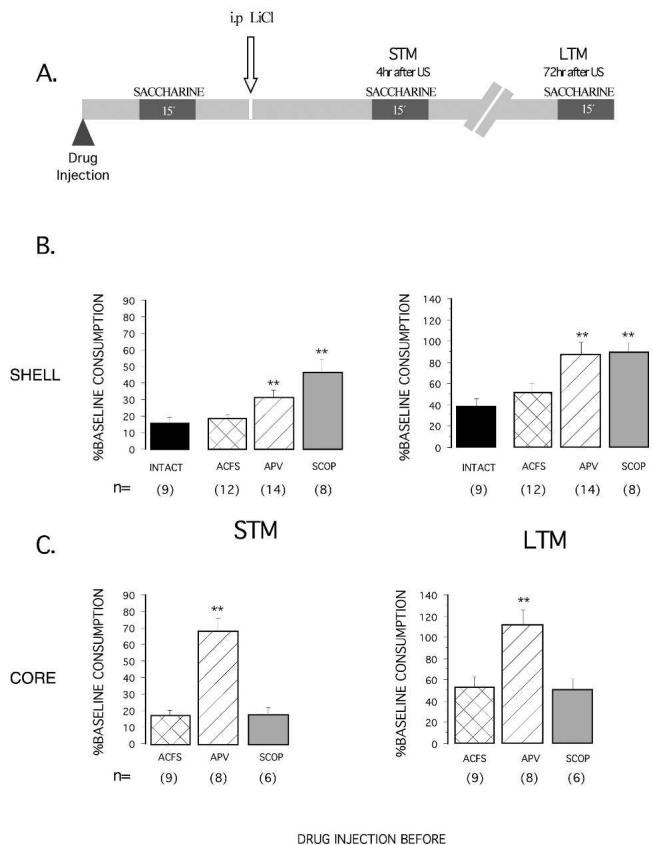 i.p LiCl
A.
STM
4hr after US
LTM
72hr after US
SACCHARINE SACCHARINE SACCHARINE
15´ 15´ 15´
Drug
Injection
B.
SHELL
%BASELINE CONSUMPTION
90
80
70
60
50
40
30
20
10
0
** **
INTACT ACFS APV SCOP
n= (9) (12) (14) (8)
STM
%BASELINE CONSUMPTION
140
120
100
80
60
40
20
0
** **
INTACT ACFS APV SCOP
(9) (12) (14) (8)
LTM
C.
CORE
%BASELINE CONSUMPTION
90
80
70
60
50
40
30
20
10
0
**
ACFS APV SCOP
n= (9) (8) (6)
%BASELINE CONSUMPTION
140
120
100
80
60
40
20
0
**
ACFS APV SCOP
(9) (8) (6)
DRUG INJECTION BEFORE